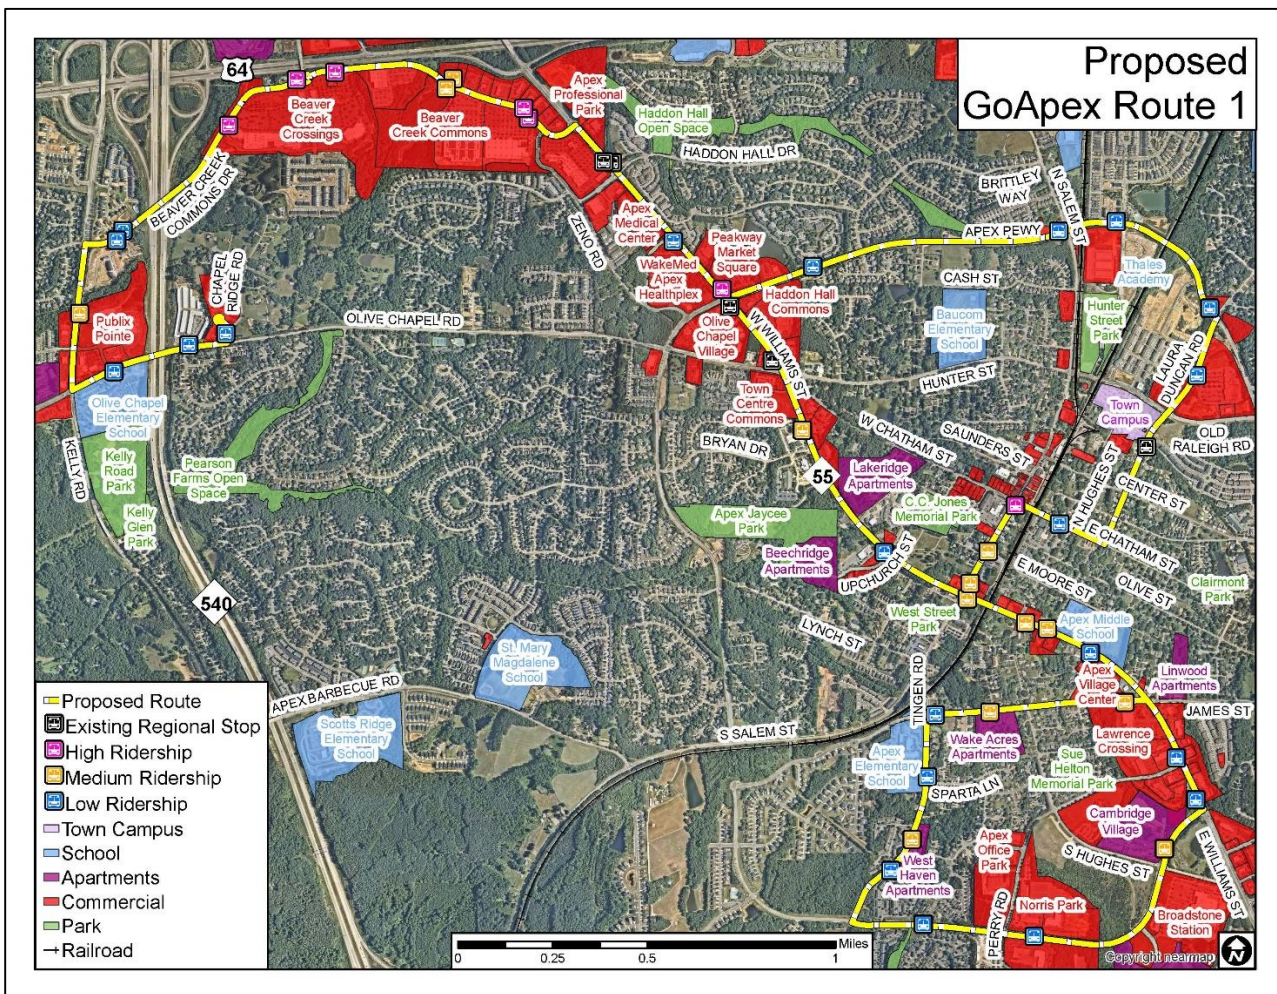 Proposed
GoApex Route 1
64
Beaver
Creek
Crossings
Beaver
Creek Commons
Apex
Professional
Park
Haddon Hall
Open Space
HADDON HALL DR
BRITTLEY
WAY
N SALEM ST
BEAVER CREEK
COMMONS DR
ZENO RD
Apex
Medical
Center
WakeMed
Apex
Healthplex
Peakway
Market
Square
APEX PEWY
Thales
Academy
CASH ST
CHAPEL
RIDGE RD
Publix
Pointe
OLIVE CHAPEL RD
Olive
Chapel
Village
Haddon Hall
Commons
W WILLIAMS ST
Baucom
Elementary
School
Hunter
Street
Park
LAURA
DUNCAN RD
HUNTER ST
Olive Chapel
Elementary
School
Town
Centre
Commons
Town
Campus
OLD
RALEIGH RD
KELLY RD
Kelly
Road
Park
Kelly
Glen
Park
Pearson
Farms Open
Space
BRYAN DR
W CHATHAM ST
SAUNDERS ST
N HUGHES ST
CENTER ST
55
Lakeridge
Apartments
C.C. Jones
Memorial Park
Apex Jaycee
Park
E CHATHAM ST
Beechridge
Apartments
UPCHURCH ST
E MOORE ST
OLIVE ST
Clairmont
Park
540
West Street
Park
LYNCH ST
Apex Middle
School
St. Mary
Magdalene
School
TINGEN RD
Apex
Village
Center
Linwood
Apartments
APEX BARBECUE RD
Scotts Ridge
Elementary
School
S SALEM ST
Wake Acres
Apartments
JAMES ST
Lawrence
Crossing
Apex
Elementary
School
Sue
Helton
Memorial Park
SPARTA LN
Cambridge
Village
Apex
Office
Park
S HUGHES ST
E WILLIAMS ST
West
Haven
Apartments
PERRY RD
Norris Park
Broadstone
Station
Proposed Route
Existing Regional Stop
High Ridership
Medium Ridership
Low Ridership
Town Campus
School
Apartments
Commercial
Park
Railroad
Miles
0 0.25 0.5 1
Copyright nearmap
N